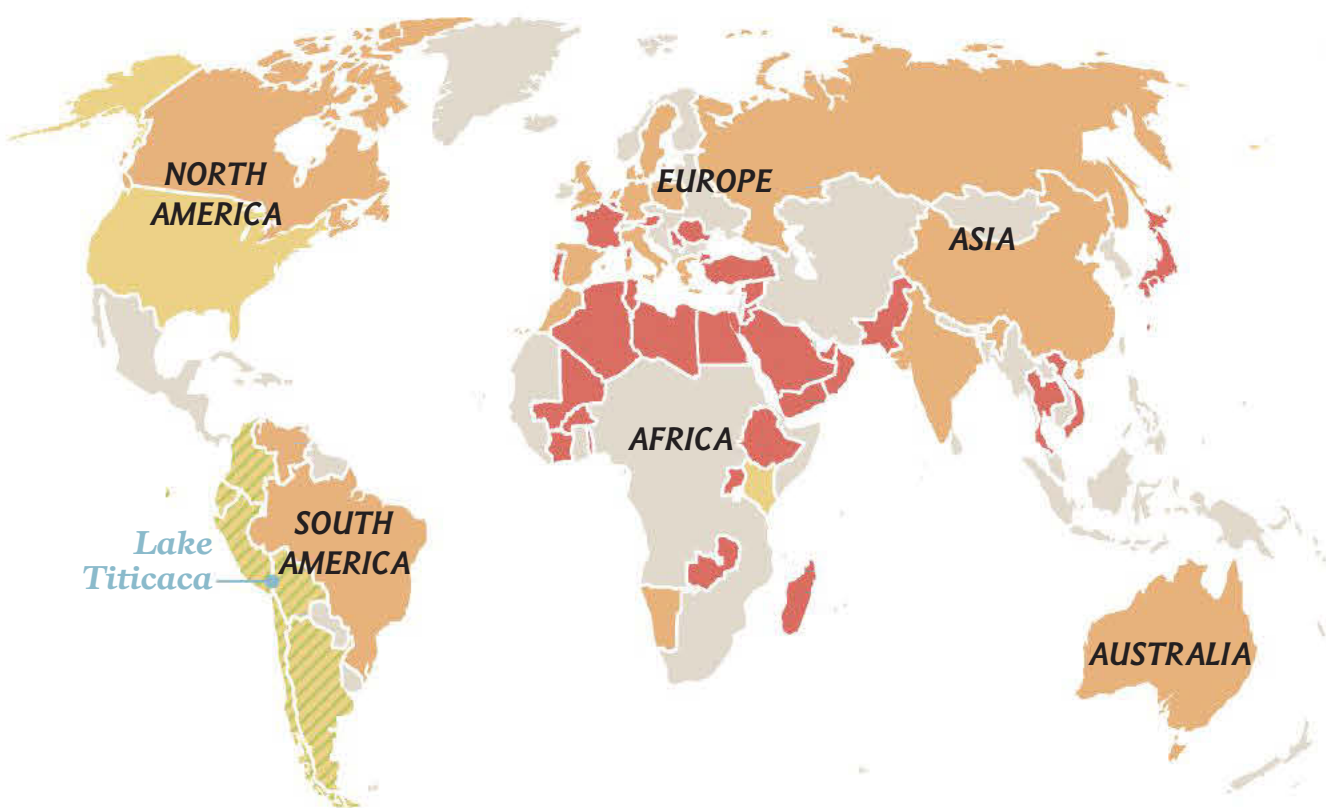 NORTH
AMERICA
EUROPE
ASIA
AFRICA
SOUTH
AMERICA
Lake
Titicaca
AUSTRALIA